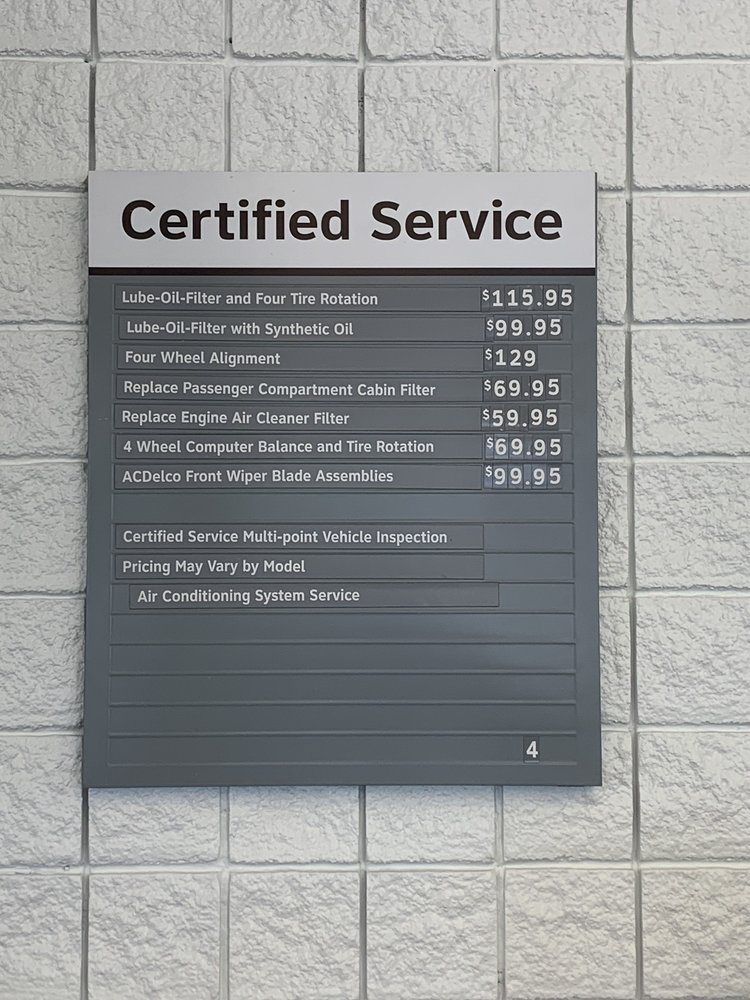 Certified Service
Lube-Oil-Filter and Four Tire Rotation $115.95
Lube-Oil-Filter with Synthetic Oil $99.95
Four Wheel Alignment $129
Replace Passenger Compartment Cabin Filter $69.95
Replace Engine Air Cleaner Filter $59.95
4 Wheel Computer Balance and Tire Rotation $69.95
ACDelco Front Wiper Blade Assemblies $99.95
Certified Service Multi-point Vehicle Inspection
Pricing May Vary by Model
Air Conditioning System Service
4